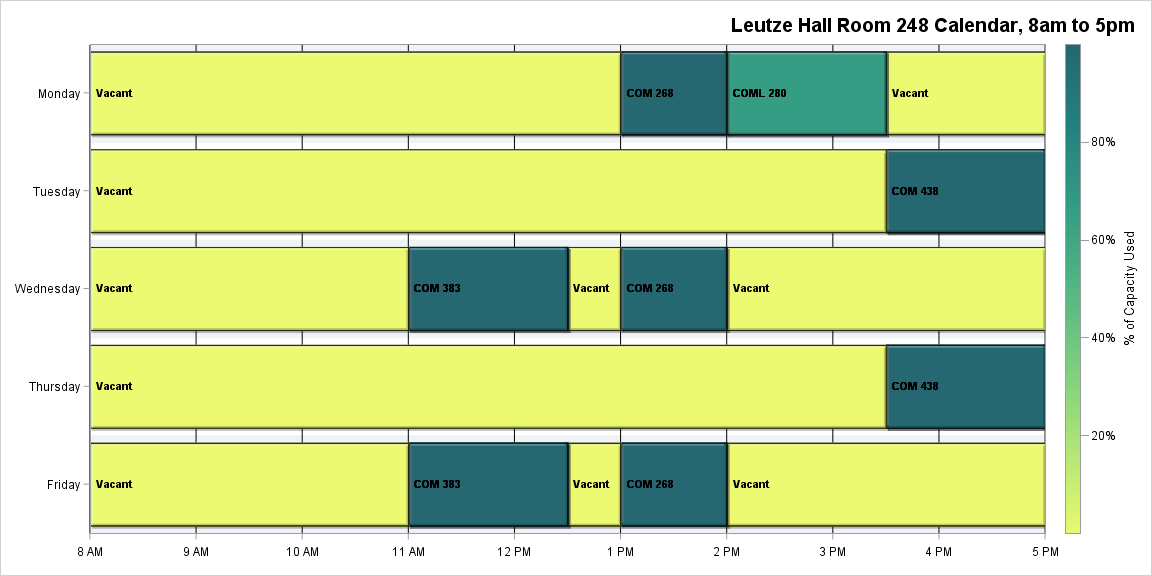 Leutze Hall Room 248 Calendar, 8am to 5pm
Monday
Vacant
COM 268
COML 280
Vacant
Tuesday
Vacant
COM 438
Wednesday
Vacant
COM 383
Vacant
COM 268
Vacant
Thursday
Vacant
COM 438
Friday
Vacant
COM 383
Vacant
COM 268
Vacant
8 AM
9 AM
10 AM
11 AM
12 PM
1 PM
2 PM
3 PM
4 PM
5 PM
80%
60%
40%
20%
% of Capacity Used